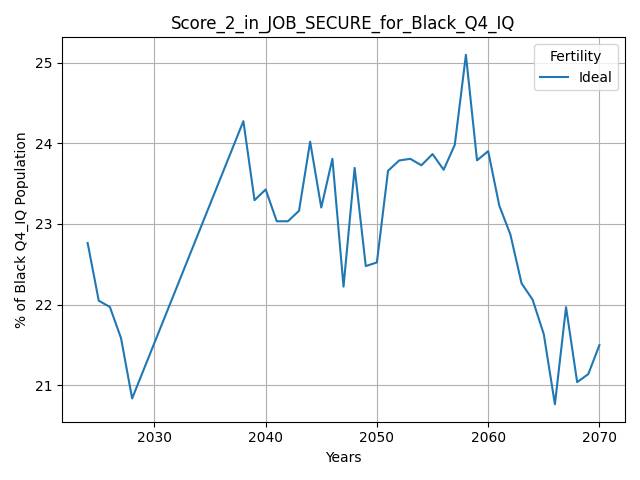 Score_2_in_JOB_SECURE_for_Black_Q4_IQ
Fertility
Ideal
% of Black Q4_IQ Population
25
24
23
22
21
2030 2040 2050 2060 2070
Years